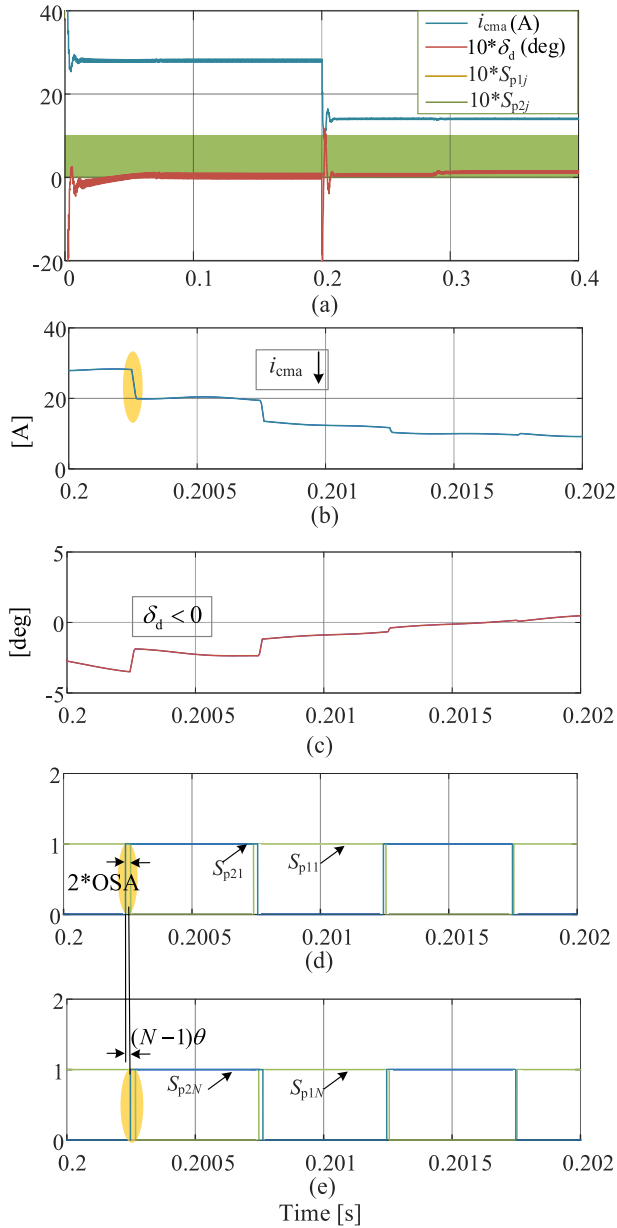 40
20
0
-20
i_cma (A)
10*δ_d (deg)
10*S_p1j
10*S_p2j
0 0.1 0.2 0.3 0.4
(a)
40
20
0
[A]
i_cma ↓
0.2 0.2005 0.201 0.2015 0.202
(b)
5
0
-5
[deg]
δ_d < 0
0.2 0.2005 0.201 0.2015 0.202
(c)
2
1
0
S_p21 S_p11
2*OSA
0.2 0.2005 0.201 0.2015 0.202
(d)
2
1
0
(N−1)θ
S_p2N S_p1N
0.2 0.2005 0.201 0.2015 0.202
(e)
Time [s]